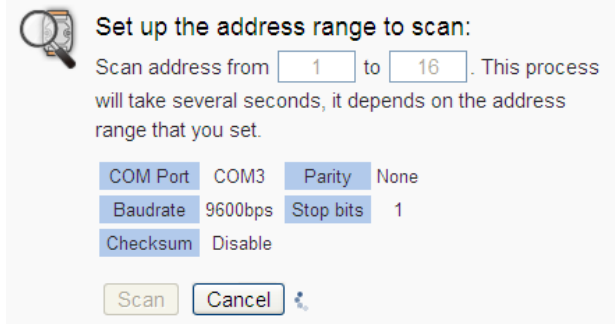 Set up the address range to scan:
Scan address from 1 to 16 . This process
will take several seconds, it depends on the address
range that you set.
COM Port COM3 Parity None
Baudrate 9600bps Stop bits 1
Checksum Disable
Scan Cancel